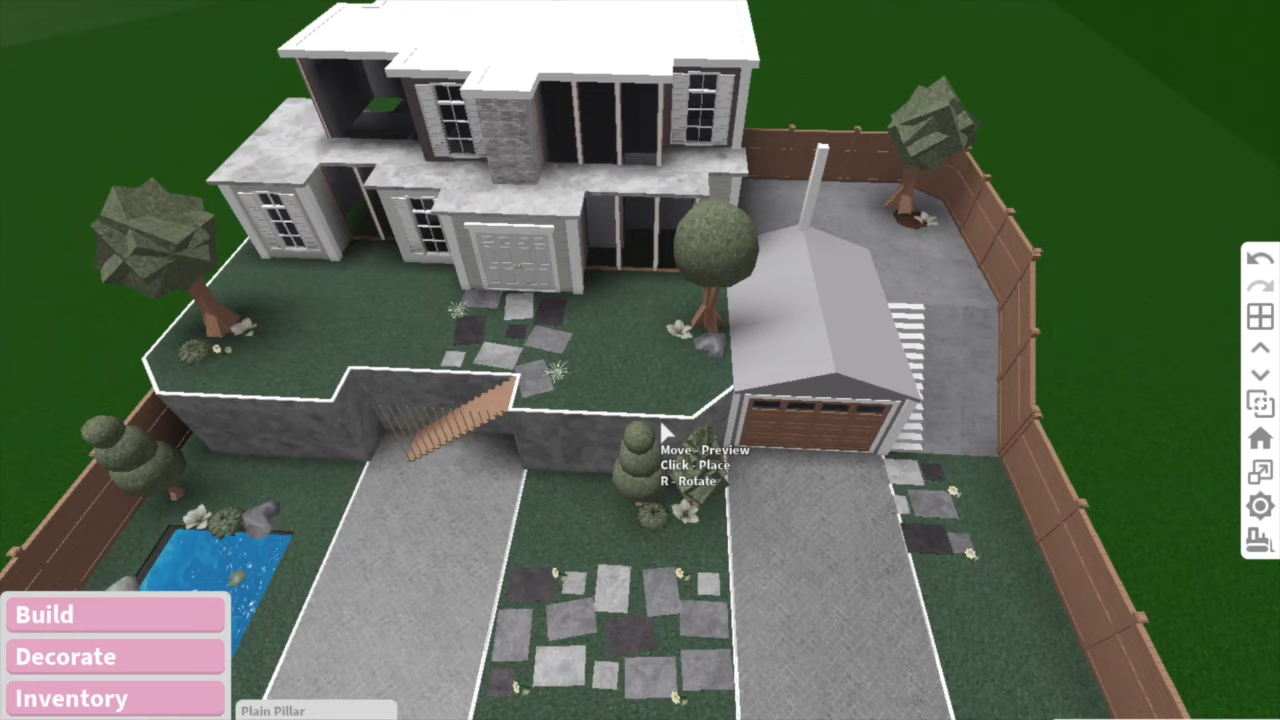 Move - Preview
Click - Place
R - Rotate
Build
Decorate
Inventory
Plain Pillar